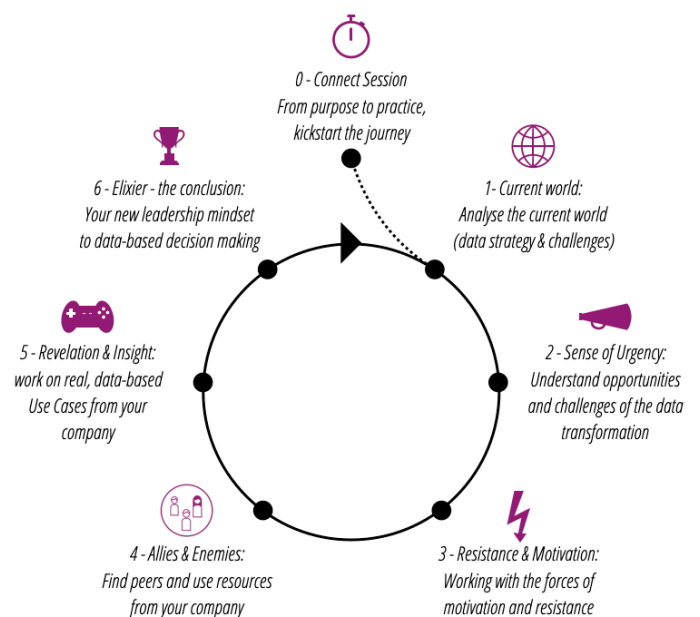 0 - Connect Session
From purpose to practice,
kickstart the journey
1- Current world:
Analyse the current world
(data strategy & challenges)
2 - Sense of Urgency:
Understand opportunities
and challenges of the data
transformation
3 - Resistance & Motivation:
Working with the forces of
motivation and resistance
4 - Allies & Enemies:
Find peers and use resources
from your company
5 - Revelation & Insight:
work on real, data-based
Use Cases from your
company
6 - Elixier - the conclusion:
Your new leadership mindset
to data-based decision making